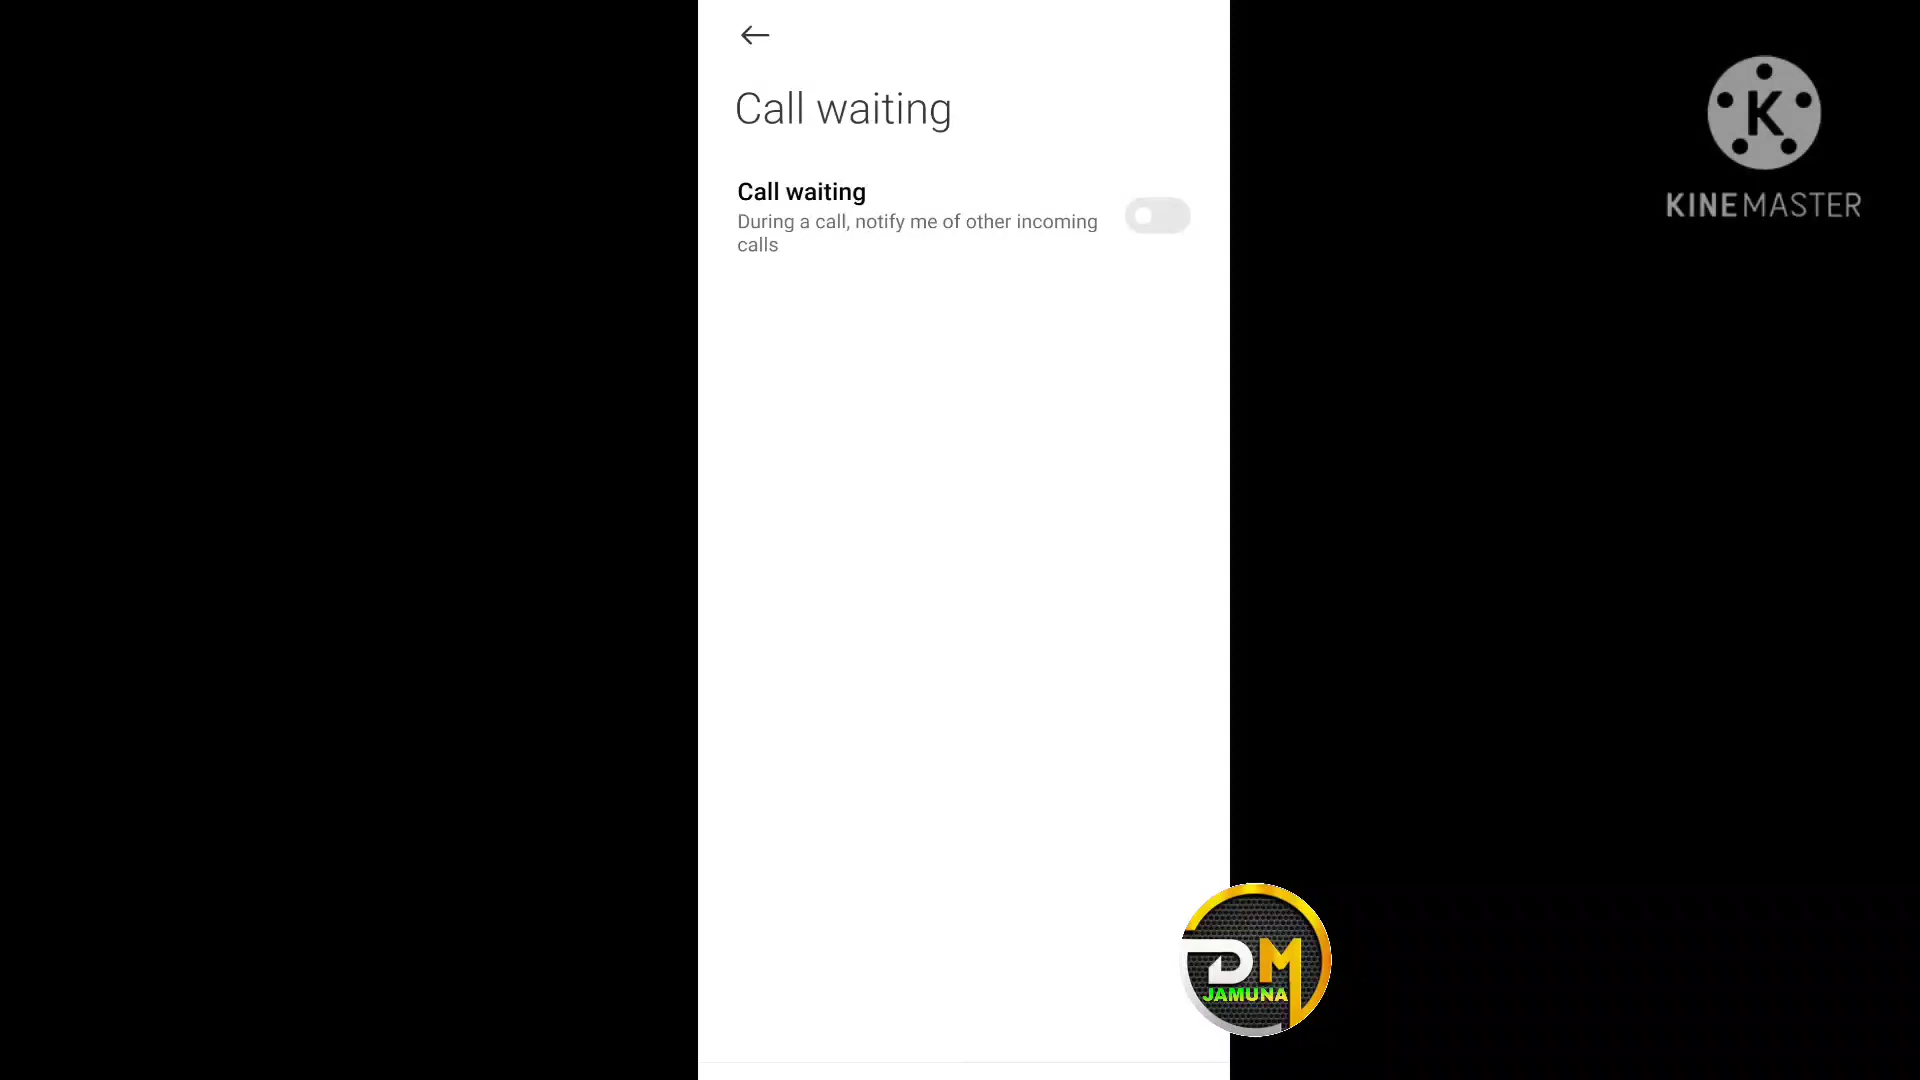 Call waiting
Call waiting
During a call, notify me of other incoming
calls
K
KINEMASTER
DM
JAMUNA